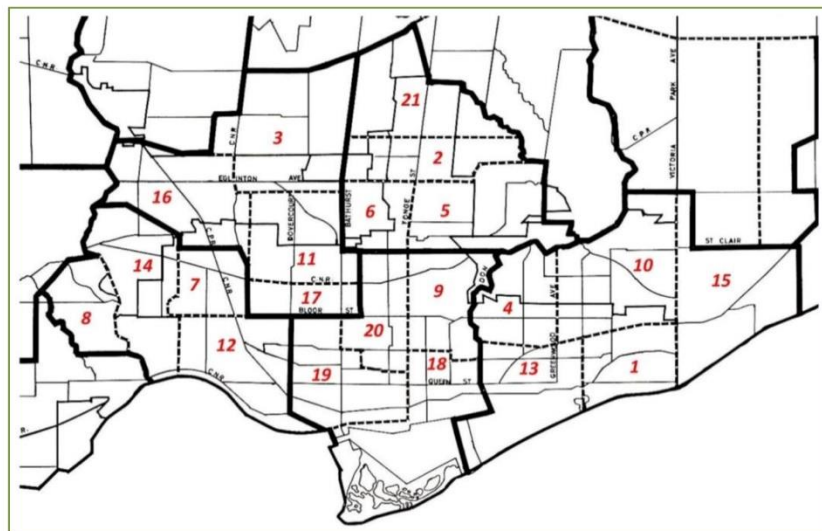 C.N.R.
21
3
C.N.R
AVE
PARK
VICTORIA
C.P.R.
2
EGLINTON AVE
16
ST
YONGE
BATHURST
DOVERCOURT
6
5
C.P.R.
C.N.R.
11
DON
ST CLAIR
14
7
C.N.R.
10
15
8
17
9
BLOOR ST
4
AVE
GREENWOOD
20
12
19
18
13
1
QUEEN ST
C.N.R.
R.